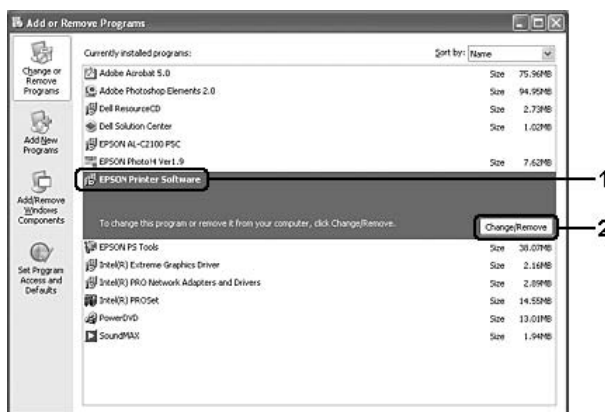 Add or Remove Programs
Change or
Remove
Programs
Add New
Programs
Add/Remove
Windows
Components
Set Program
Access and
Defaults
Currently installed programs:
Sort by: Name
Adobe Acrobat 5.0 Size 75.96MB
Adobe Photoshop Elements 2.0 Size 94.95MB
Dell ResourceCD Size 2.73MB
Dell Solution Center Size 1.02MB
EPSON AL-C2100 PSC
EPSON Photo!4 Ver1.9 Size 7.62MB
EPSON Printer Software 1
To change this program or remove it from your computer, click Change/Remove.
Change/Remove 2
EPSON PS Tools Size 38.07MB
Intel(R) Extreme Graphics Driver Size 2.16MB
Intel(R) PRO Network Adapters and Drivers Size 2.89MB
Intel(R) PROSet Size 14.55MB
PowerDVD Size 13.01MB
SoundMAX Size 1.94MB